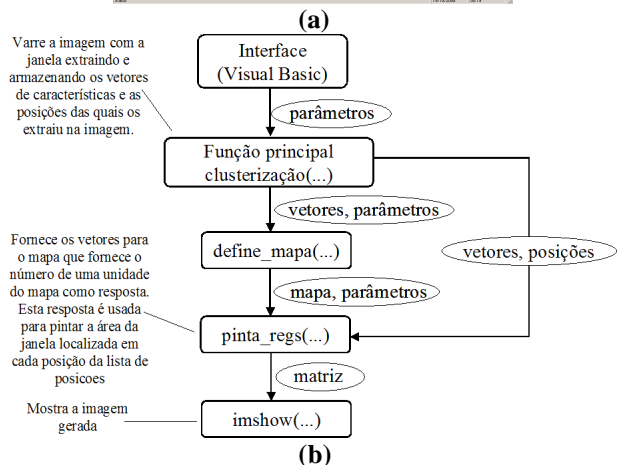 (a)
Varre a imagem com a
janela extraindo e
armazenando os vetores
de características e as
posições das quais os
extraiu na imagem.
Interface
(Visual Basic)
parâmetros
Função principal
clusterização(...)
vetores, parâmetros
vetores, posições
define_mapa(...)
mapa, parâmetros
Fornece os vetores para
o mapa que fornece o
número de uma unidade
do mapa como resposta.
Esta resposta é usada
para pintar a área da
janela localizada em
cada posição da lista de
posicoes
pinta_regs(...)
matriz
Mostra a imagem
gerada
imshow(...)
(b)